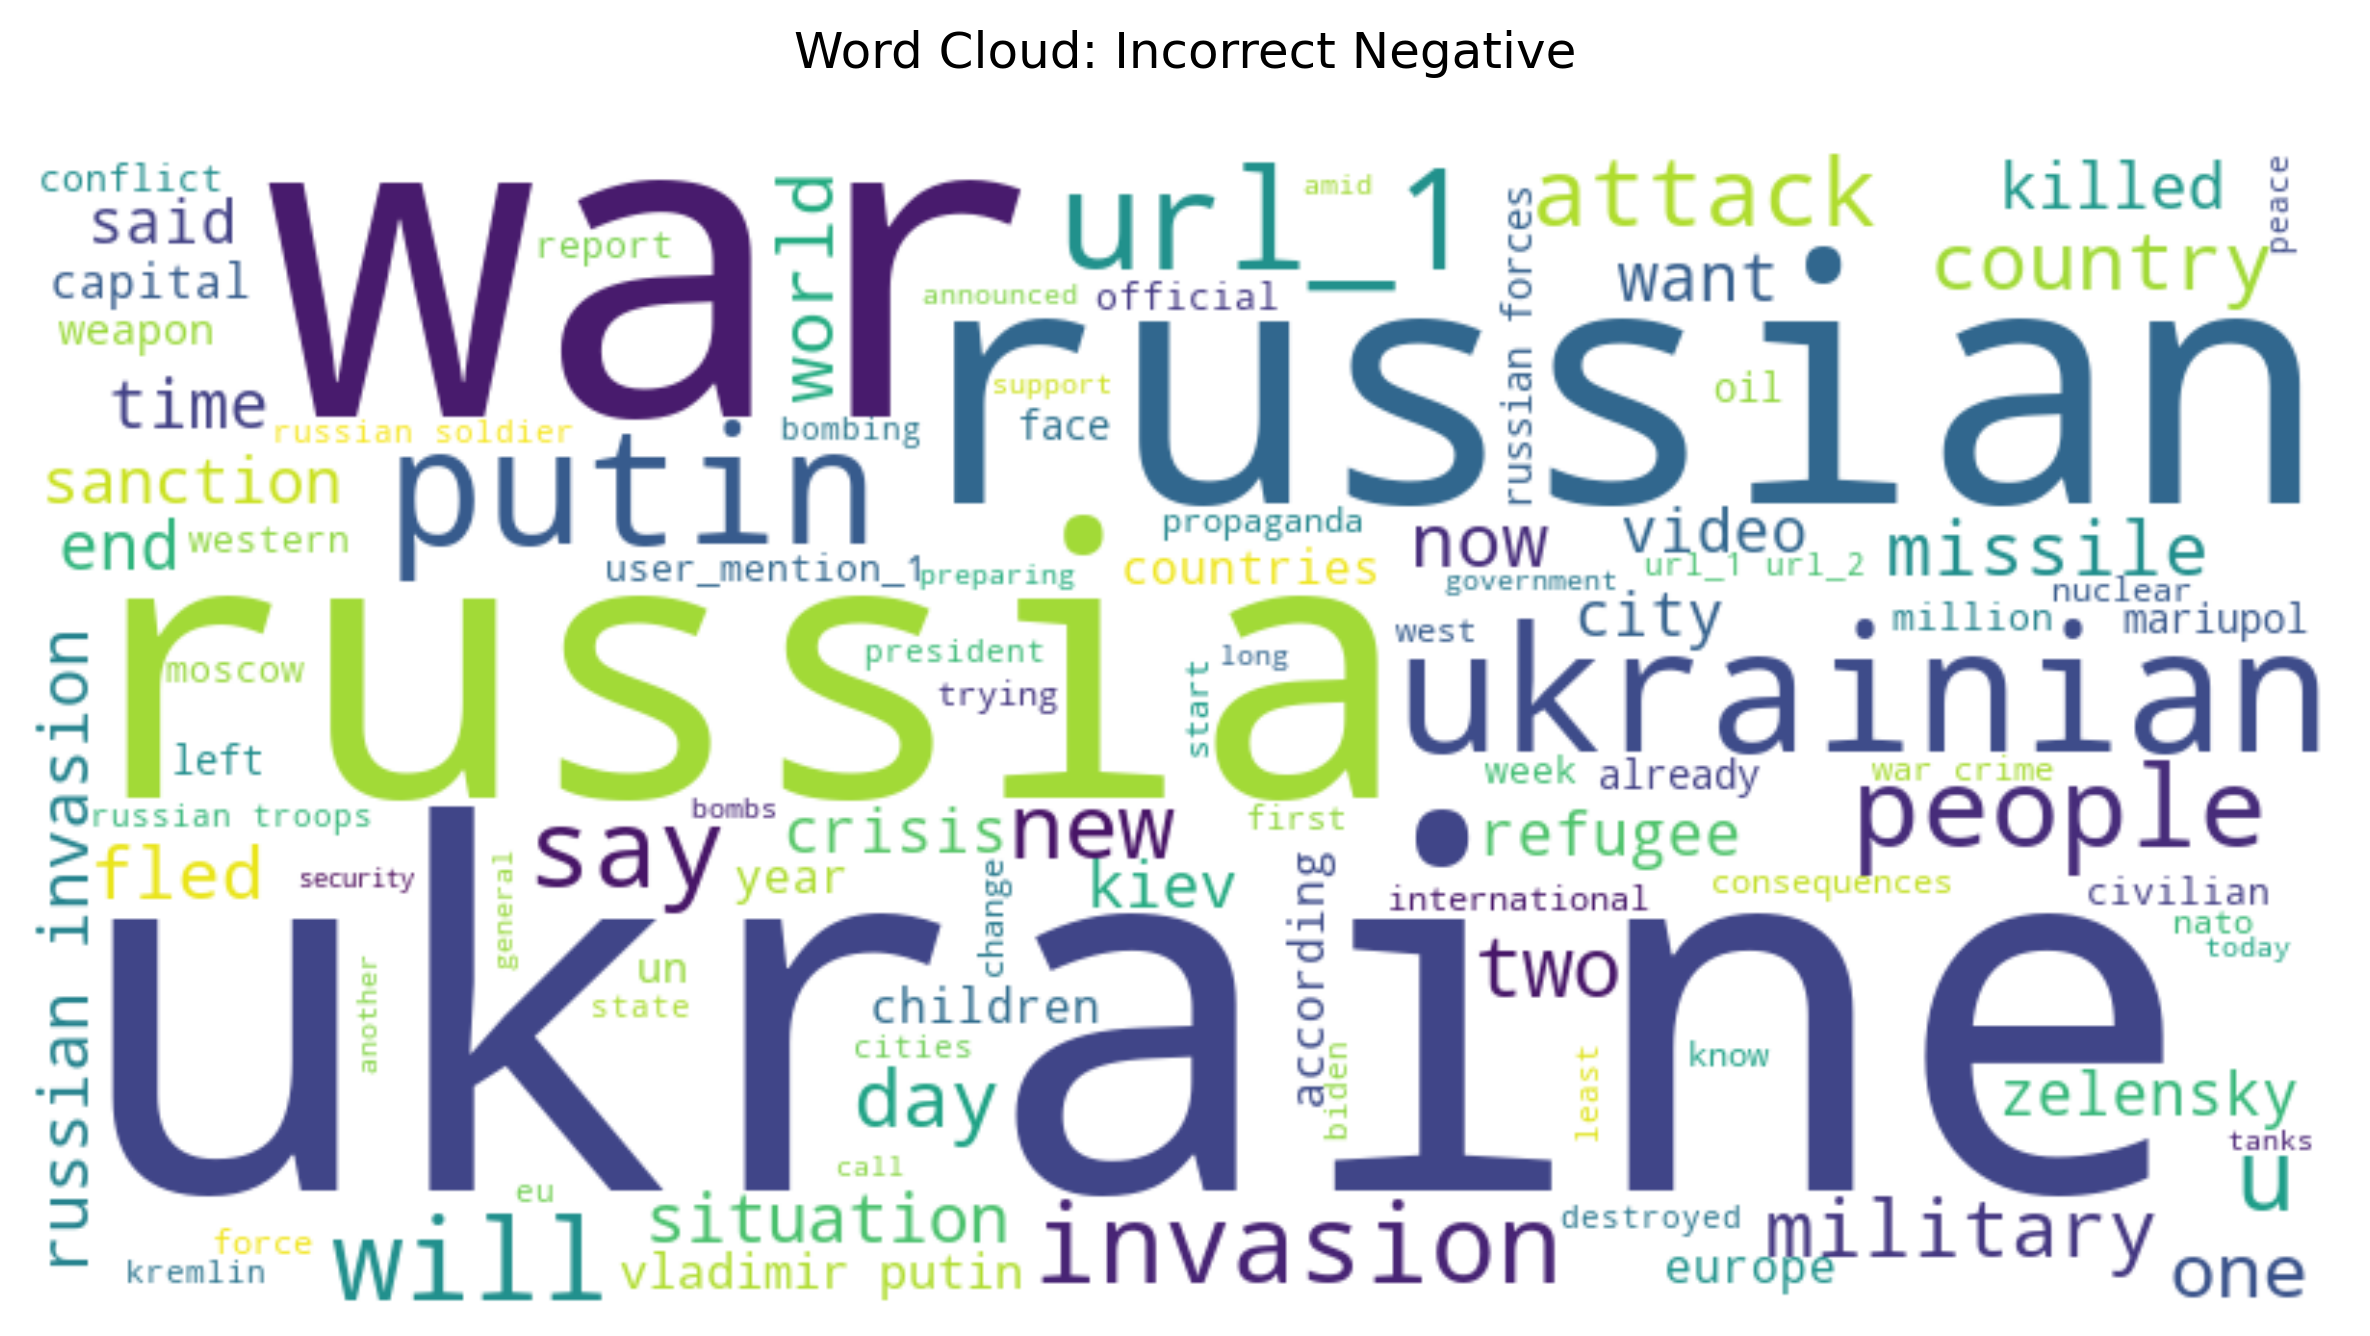 Word Cloud: Incorrect Negative
conflict
said
capital
weapon
time
war
report
world
url_1
amid
announced
official
attack
killed
peace
country
want
russian forces
russian
oil
support
face
bombing
russian soldier
sanction
putin
end
western
user_mention_1
preparing
propaganda
countries
now
video
missile
government
url_1 url_2
nuclear
city
million
mariupol
west
ukrainian
russia
moscow
president
trying
long
start
left
russian invasion
russian troops
bombs
say
crisis
new
first
week
already
war crime
people
refugee
fled
security
general
year
change
kiev
according
international
consequences
civilian
nato
today
ukraine
another
un
state
children
cities
day
two
biden
least
know
zelensky
tanks
u
call
eu
situation
force
kremlin
will
vladimir putin
invasion
destroyed
military
europe
one